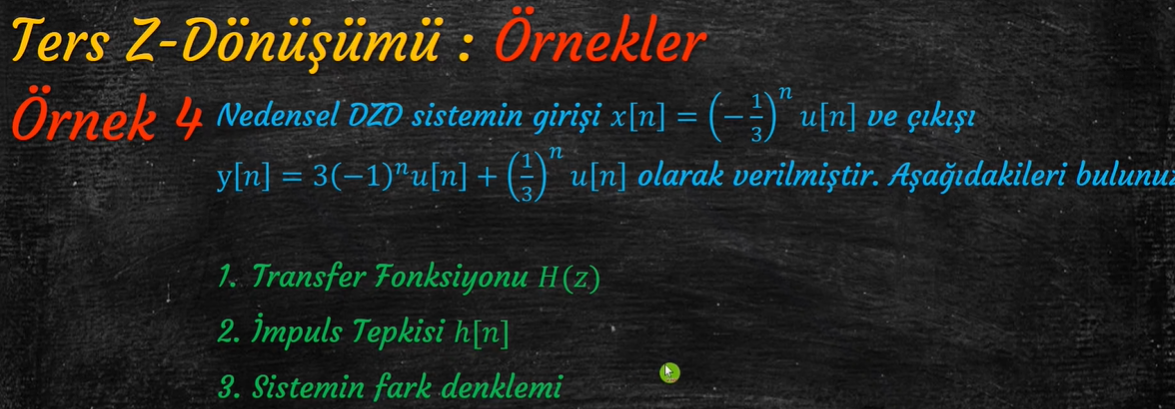 Ters Z-Dönüşümü : Örnekler
Örnek 4 Nedensel DZD sistemin girişi x[n] = (−1/3)^n u[n] ve çıkışı
y[n] = 3(−1)^n u[n] + (1/3)^n u[n] olarak verilmiştir. Aşağıdakileri
1. Transfer Fonksiyonu H(z)
2. İmpuls Tepkisi h[n]
3. Sistemin fark denklemi